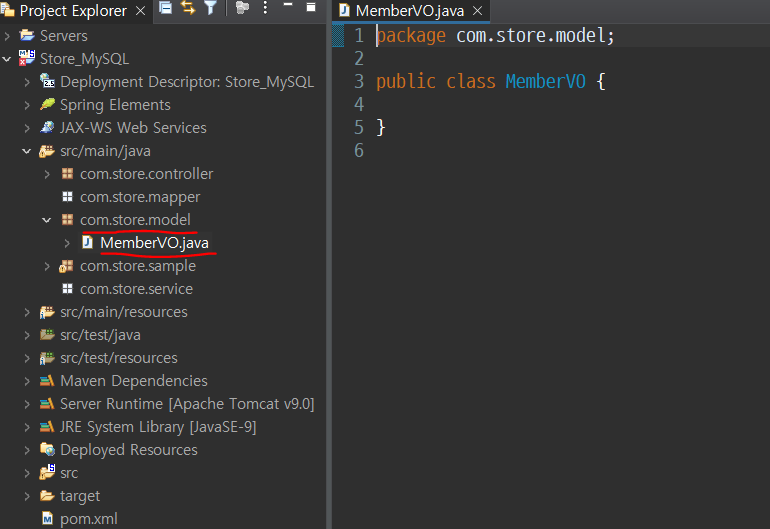 Project Explorer
Servers
Store_MySQL
Deployment Descriptor: Store_MySQL
Spring Elements
JAX-WS Web Services
src/main/java
com.store.controller
com.store.mapper
com.store.model
MemberVO.java
com.store.sample
com.store.service
src/main/resources
src/test/java
src/test/resources
Maven Dependencies
Server Runtime [Apache Tomcat v9.0]
JRE System Library [JavaSE-9]
Deployed Resources
src
target
pom.xml
MemberVO.java
1 package com.store.model;
2
3 public class MemberVO {
4
5 }
6